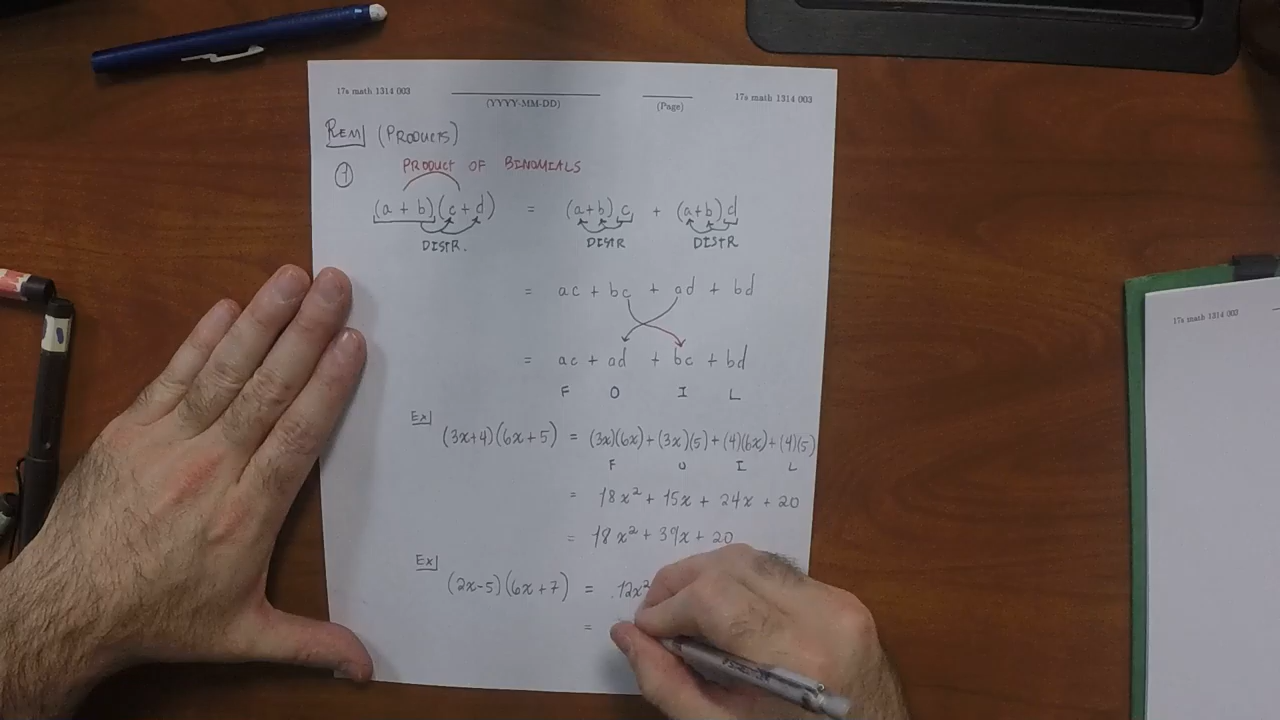 17s math 1314 003 (YYYY-MM-DD) (Page) 17s math 1314 003
REM (PRODUCTS)
① PRODUCT OF BINOMIALS
(a + b)(c + d) = (a+b)c + (a+b)d
DISTR. DISTR DISTR
= ac + bc + ad + bd
= ac + ad + bc + bd
F O I L
Ex
(3x+4)(6x+5) = (3x)(6x)+(3x)(5)+(4)(6x)+(4)(5)
F O I L
= 18x² + 15x + 24x + 20
= 18x² + 39x + 20
Ex
(2x-5)(6x+7) = 12x²
=
17s math 1314 003